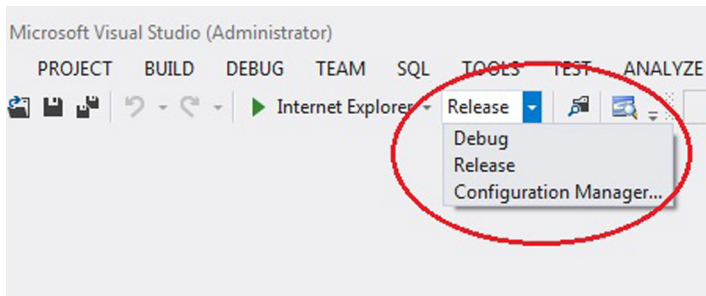 Microsoft Visual Studio (Administrator)
PROJECT BUILD DEBUG TEAM SQL TOOLS TEST ANALYZE
Internet Explorer Release
Debug
Release
Configuration Manager...